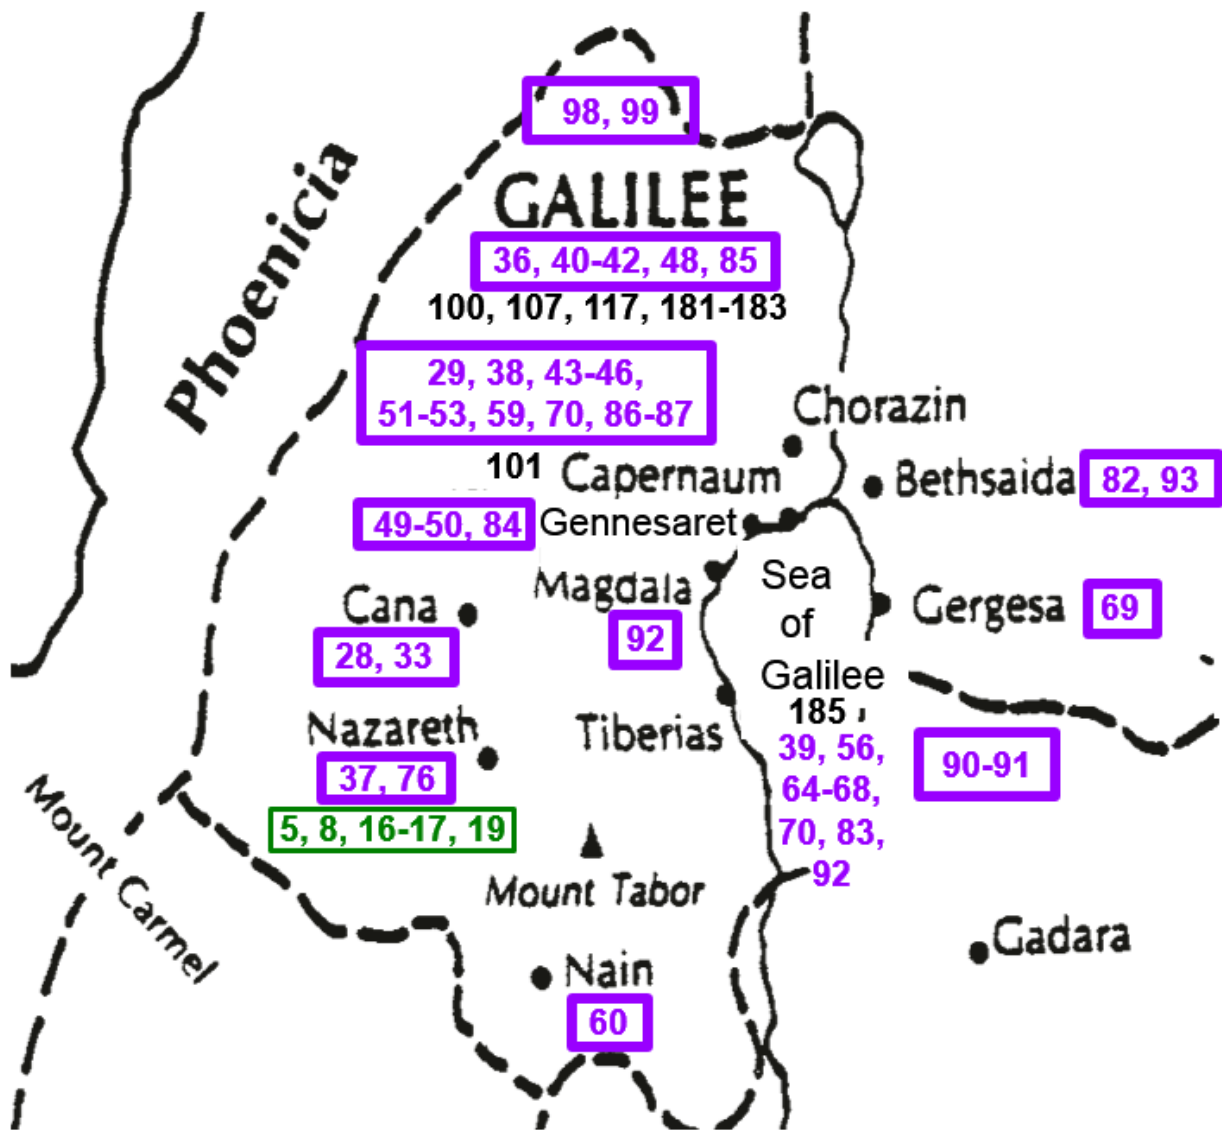 98, 99
GALILEE
Phoenicia
36, 40-42, 48, 85
100, 107, 117, 181-183
29, 38, 43-46,
51-53, 59, 70, 86-87
Chorazin
101 Capernaum
Bethsaida 82, 93
49-50, 84 Gennesaret
Magdala
92
Sea
of
Galilee
185
39, 56,
64-68,
70, 83,
92
Gergesa 69
Cana
28, 33
Nazareth
37, 76
5, 8, 16-17, 19
Tiberias
90-91
Mount Carmel
Mount Tabor
Gadara
Nain
60